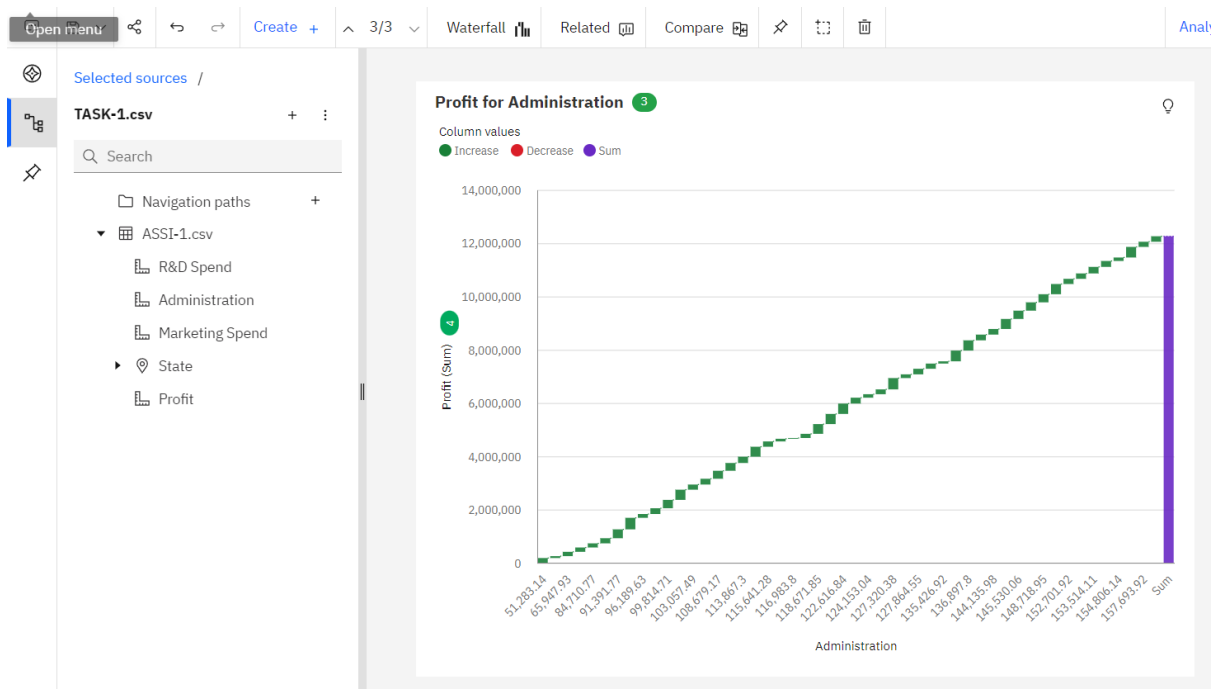 Open menu
Create +
3/3
Waterfall
Related
Compare
Analy
Selected sources /
TASK-1.csv
Search
Navigation paths
ASSI-1.csv
R&D Spend
Administration
Marketing Spend
State
Profit
Profit for Administration 3
Column values
Increase Decrease Sum
14,000,000
12,000,000
10,000,000
8,000,000
6,000,000
4,000,000
2,000,000
0
Profit (Sum) 4
51,283.14
65,947.93
84,710.77
91,391.77
96,189.63
99,814.71
103,057.49
108,679.17
113,867.3
115,641.28
116,983.8
118,671.85
122,616.84
124,153.04
127,320.38
127,864.55
135,426.92
136,897.8
144,135.98
145,530.06
148,718.95
152,701.92
153,514.11
154,806.14
157,693.92
Sum
Administration